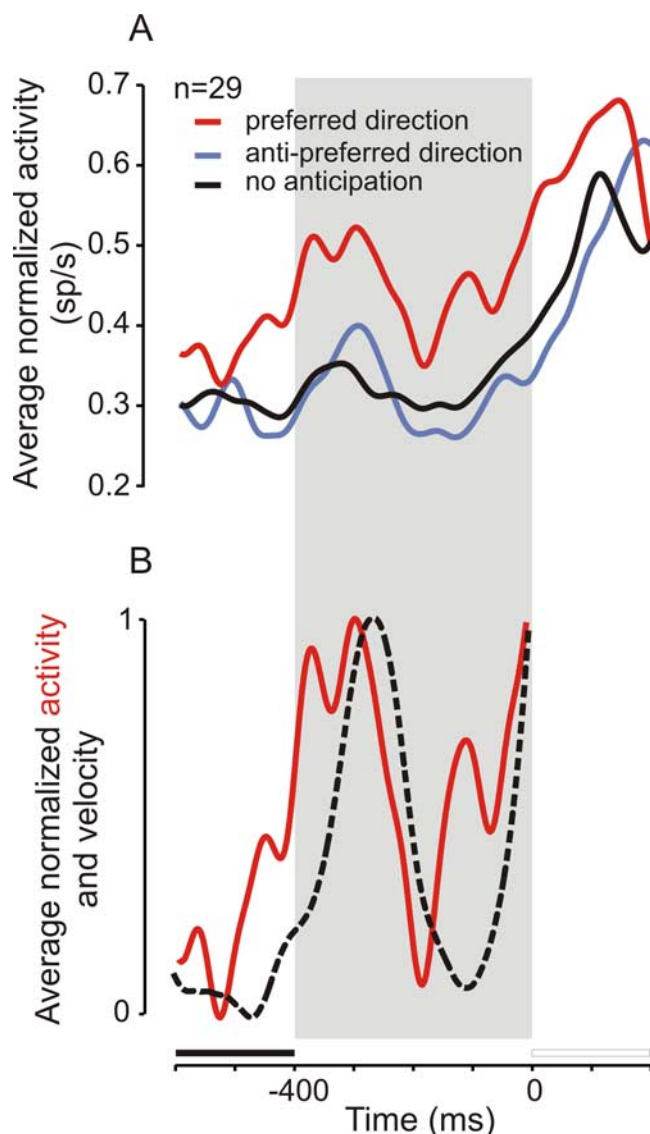 A
n=29
preferred direction
anti-preferred direction
no anticipation
0.7
0.6
0.5
0.4
0.3
0.2
Average normalized activity
(sp/s)
B
1
0
Average normalized activity
and velocity
-400
0
Time (ms)